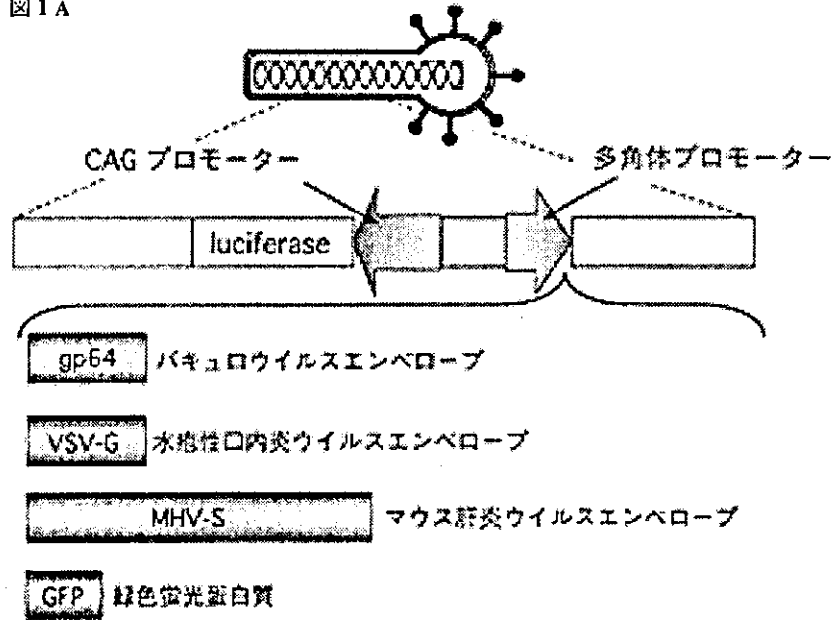 図1A
CAG プロモーター
多角体プロモーター
luciferase
gp64 バキュロウイルスエンベロープ
VSV-G 水疱性口内炎ウイルスエンベロープ
MHV-S マウス肝炎ウイルスエンベロープ
GFP 緑色蛍光蛋白質